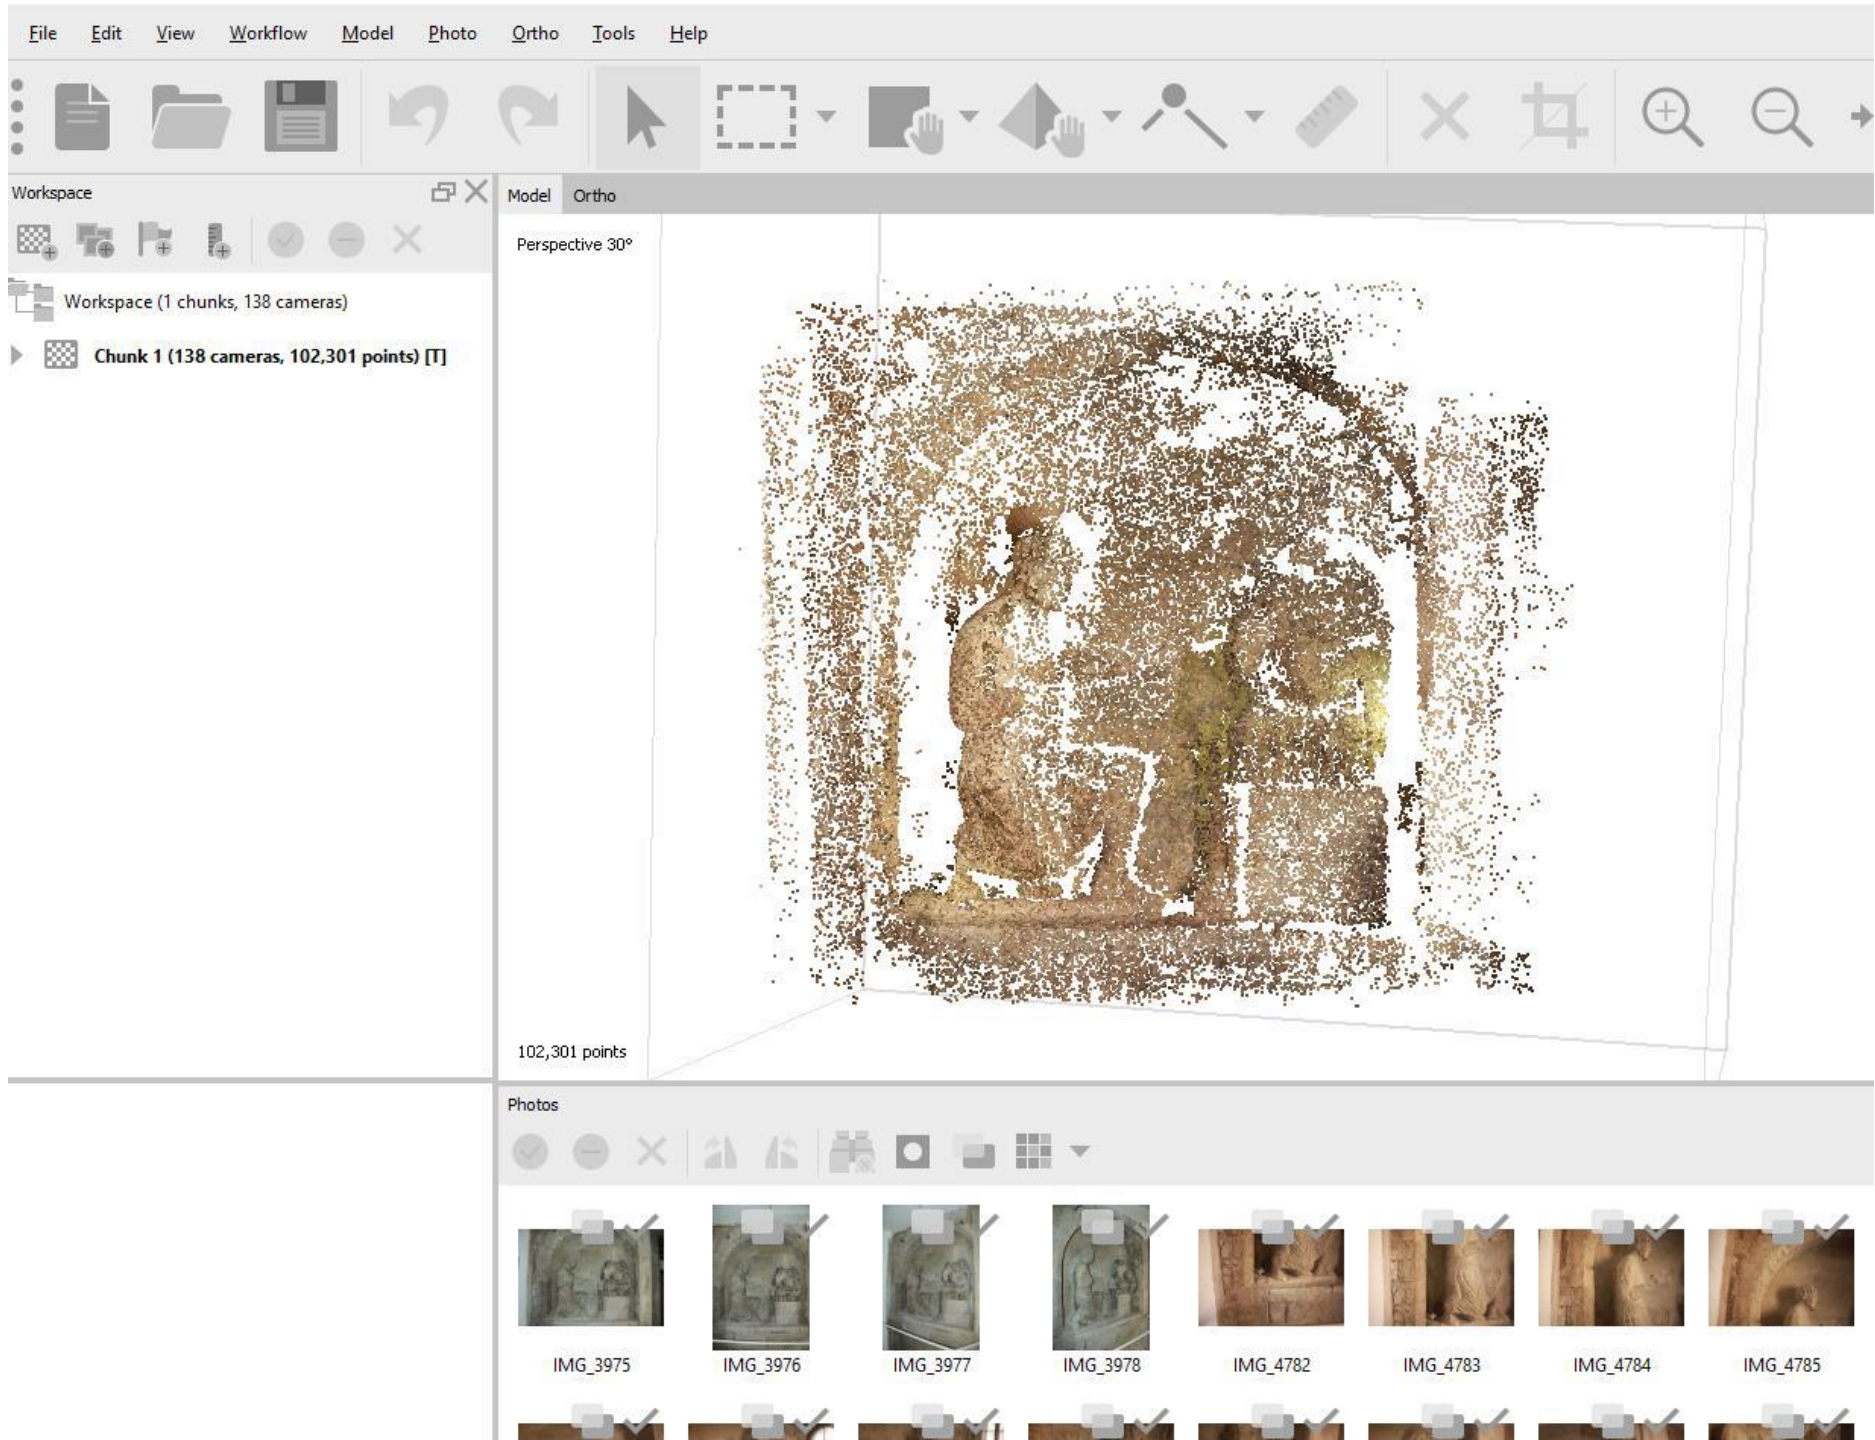 File Edit View Workflow Model Photo Ortho Tools Help
Workspace
Model Ortho
Perspective 30°
Workspace (1 chunks, 138 cameras)
Chunk 1 (138 cameras, 102,301 points) [T]
102,301 points
Photos
IMG_3975 IMG_3976 IMG_3977 IMG_3978 IMG_4782 IMG_4783 IMG_4784 IMG_4785